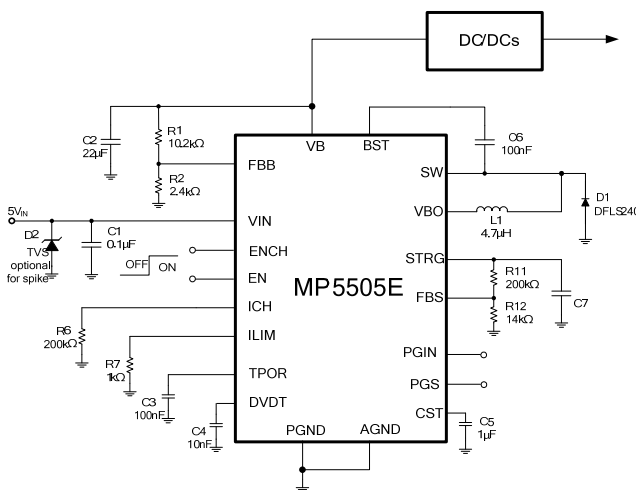 DC/DCs
VB
BST
C2
22µF
R1
10.2kΩ
C6
100nF
FBB
SW
R2
2.4kΩ
D1
DFLS240
VBO
L1
4.7µH
5VIN
VIN
D2
TVS
optional
for spike
C1
0.1µF
OFF
ON
ENCH
EN
STRG
R11
200kΩ
C7
MP5505E
ICH
FBS
R12
14kΩ
R6
200kΩ
ILIM
R7
1kΩ
PGIN
TPOR
PGS
C3
100nF
DVDT
CST
C4
10nF
C5
1µF
PGND
AGND